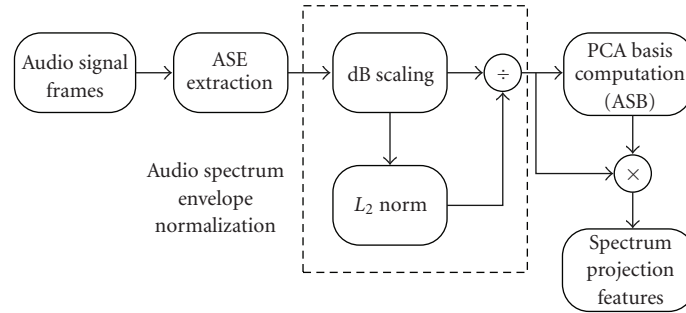 Audio signal
frames
ASE
extraction
dB scaling
÷
PCA basis
computation
(ASB)
Audio spectrum
envelope
normalization
L₂ norm
×
Spectrum
projection
features